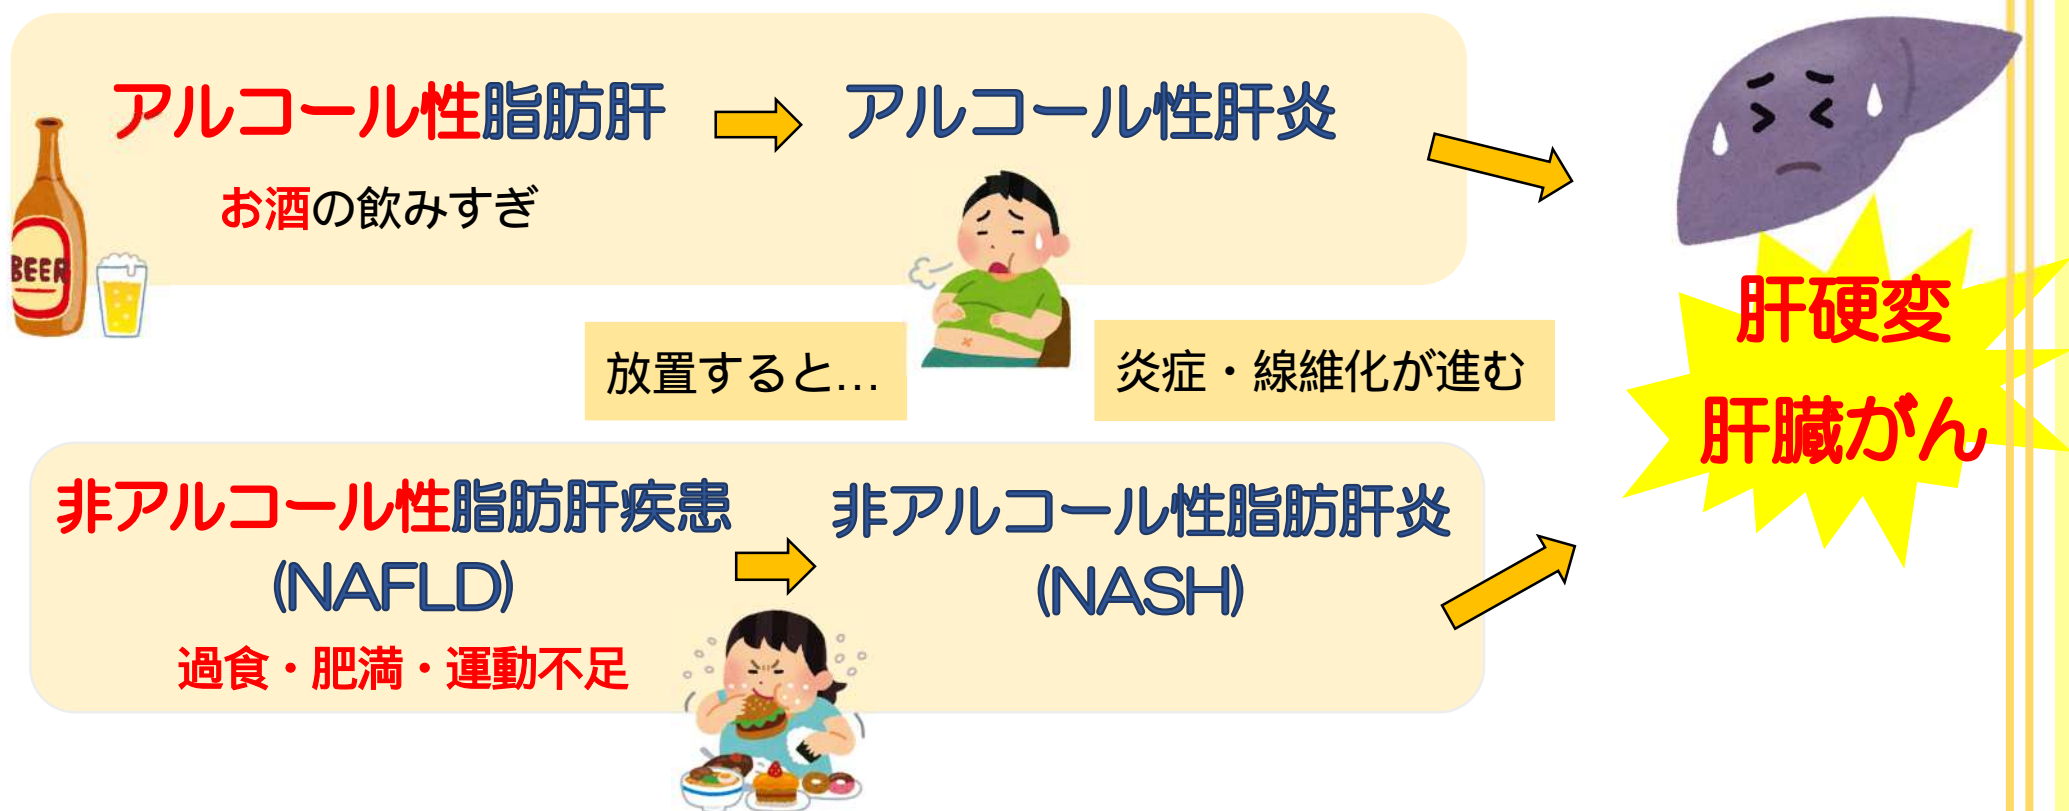 アルコール性脂肪肝
アルコール性肝炎
お酒の飲みすぎ
BEER
放置すると…
炎症・線維化が進む
肝硬変
肝臓がん
非アルコール性脂肪肝疾患
(NAFLD)
過食・肥満・運動不足
非アルコール性脂肪肝炎
(NASH)